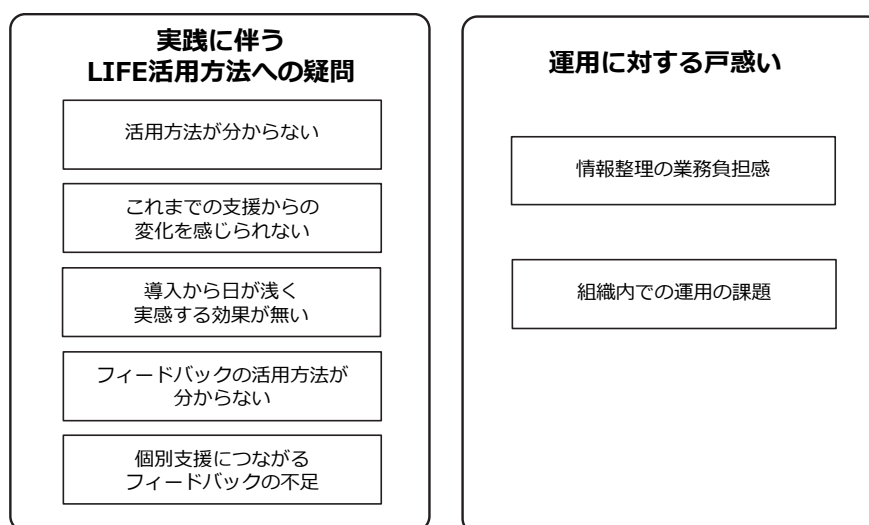 実践に伴う
LIFE活用方法への疑問
活用方法が分からない
これまでの支援からの
変化を感じられない
導入から日が浅く
実感する効果が無い
フィードバックの活用方法が
分からない
個別支援につながる
フィードバックの不足
運用に対する戸惑い
情報整理の業務負担感
組織内での運用の課題